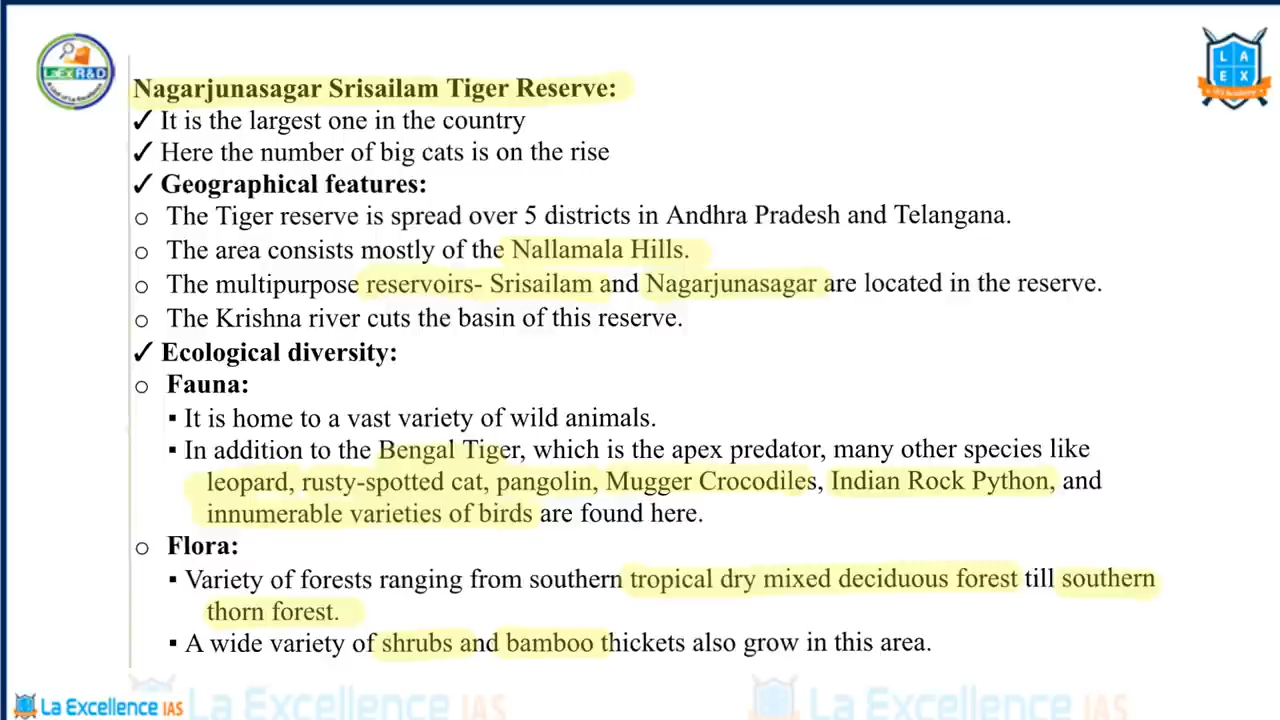 LaEx R&D
L A
E X
Nagarjunasagar Srisailam Tiger Reserve:
✓ It is the largest one in the country
✓ Here the number of big cats is on the rise
✓ Geographical features:
o The Tiger reserve is spread over 5 districts in Andhra Pradesh and Telangana.
o The area consists mostly of the Nallamala Hills.
o The multipurpose reservoirs- Srisailam and Nagarjunasagar are located in the reserve.
o The Krishna river cuts the basin of this reserve.
✓ Ecological diversity:
o Fauna:
▪ It is home to a vast variety of wild animals.
▪ In addition to the Bengal Tiger, which is the apex predator, many other species like
leopard, rusty-spotted cat, pangolin, Mugger Crocodiles, Indian Rock Python, and
innumerable varieties of birds are found here.
o Flora:
▪ Variety of forests ranging from southern tropical dry mixed deciduous forest till southern
thorn forest.
▪ A wide variety of shrubs and bamboo thickets also grow in this area.
La Excellence IAS
La Excellence IAS
La Excellence IAS